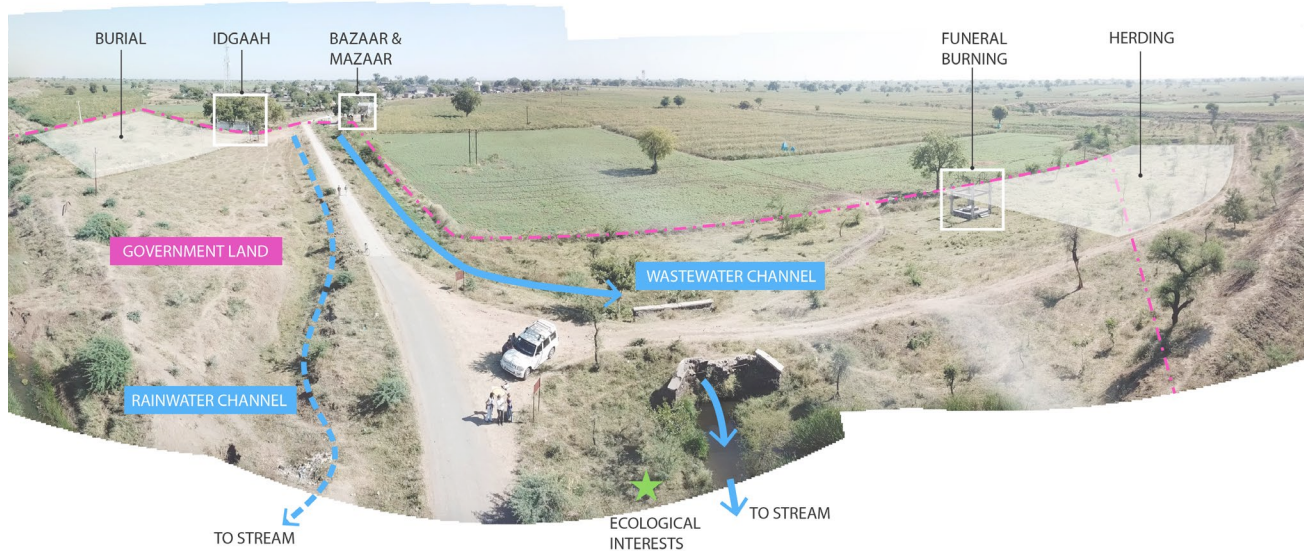 BURIAL
IDGAAH
BAZAAR &
MAZAAR
FUNERAL
BURNING
HERDING
GOVERNMENT LAND
WASTEWATER CHANNEL
RAINWATER CHANNEL
TO STREAM
ECOLOGICAL
INTERESTS
TO STREAM